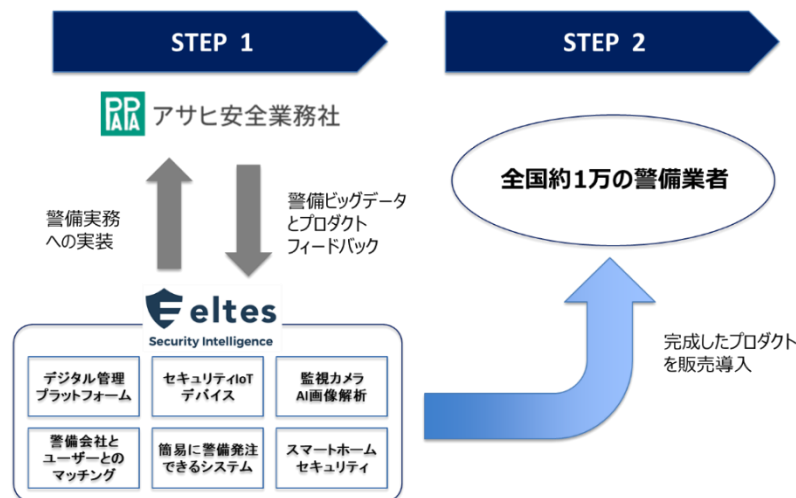 STEP 1
STEP 2
PPATA
アサヒ安全業務社
全国約1万の警備業者
警備実務
への実装
警備ビッグデータ
とプロダクト
フィードバック
eltes
Security Intelligence
完成したプロダクト
を販売導入
デジタル管理
プラットフォーム
セキュリティIoT
デバイス
監視カメラ
AI画像解析
警備会社と
ユーザーとの
マッチング
簡易に警備発注
できるシステム
スマートホーム
セキュリティ